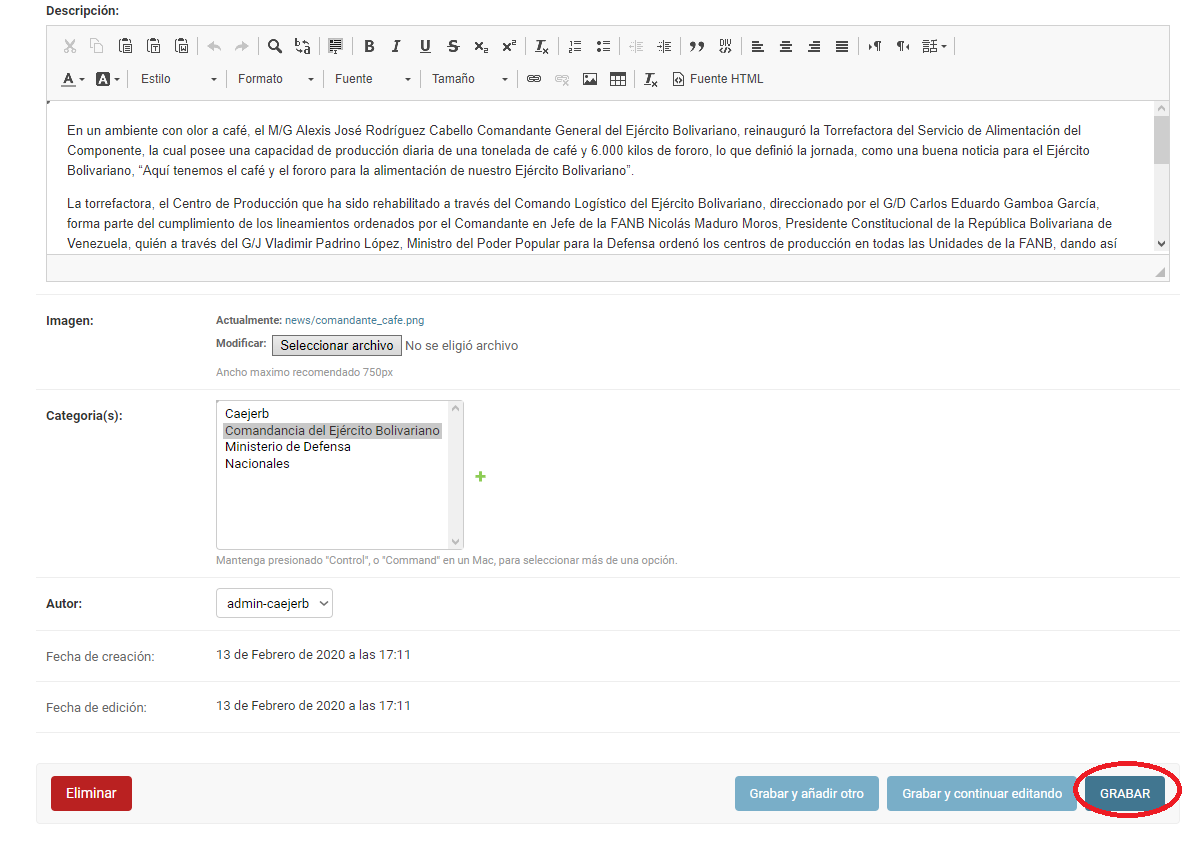 Descripción:
Estilo Formato Fuente Tamaño Fuente HTML
En un ambiente con olor a café, el M/G Alexis José Rodríguez Cabello Comandante General del Ejército Bolivariano, reinauguró la Torrefactora del Servicio de Alimentación del
Componente, la cual posee una capacidad de producción diaria de una tonelada de café y 6.000 kilos de fororo, lo que definió la jornada, como una buena noticia para el Ejército
Bolivariano, “Aquí tenemos el café y el fororo para la alimentación de nuestro Ejército Bolivariano”.
La torrefactora, el Centro de Producción que ha sido rehabilitado a través del Comando Logístico del Ejército Bolivariano, direccionado por el G/D Carlos Eduardo Gamboa García,
forma parte del cumplimiento de los lineamientos ordenados por el Comandante en Jefe de la FANB Nicolás Maduro Moros, Presidente Constitucional de la República Bolivariana de
Venezuela, quién a través del G/J Vladimir Padrino López, Ministro del Poder Popular para la Defensa ordenó los centros de producción en todas las Unidades de la FANB, dando así
Imagen:
Actualmente: news/comandante_cafe.png
Modificar: Seleccionar archivo No se eligió archivo
Ancho maximo recomendado 750px
Categoria(s):
Caejerb
Comandancia del Ejército Bolivariano
Ministerio de Defensa
Nacionales
Mantenga presionado "Control", o "Command" en un Mac, para seleccionar más de una opción.
Autor: admin-caejerb
Fecha de creación: 13 de Febrero de 2020 a las 17:11
Fecha de edición: 13 de Febrero de 2020 a las 17:11
Eliminar Grabar y añadir otro Grabar y continuar editando GRABAR